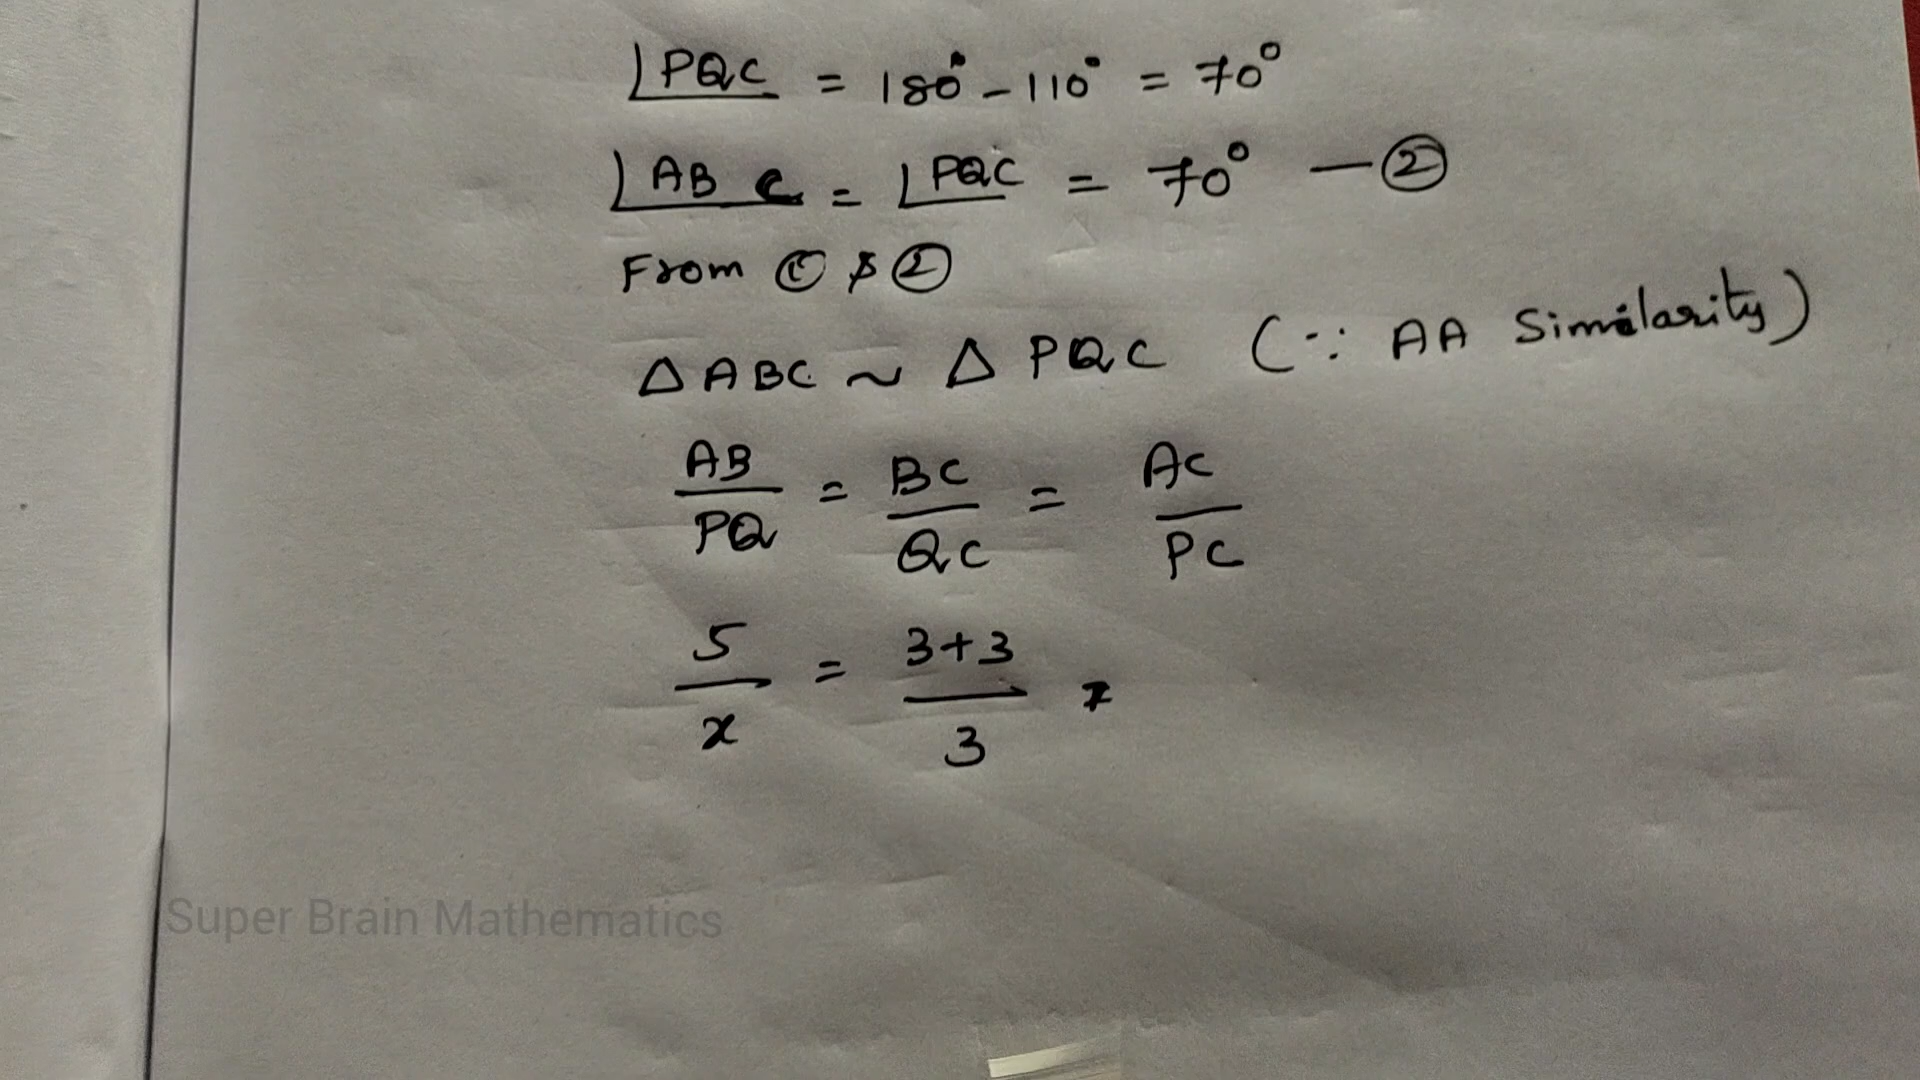 ∠PQC = 180° - 110° = 70°
∠ABC = ∠PQC = 70° — ②
From ① & ②
△ABC ~ △PQC (∵ AA Similarity)
AB/PQ = BC/QC = AC/PC
5/x = 3+3/3
Super Brain Mathematics